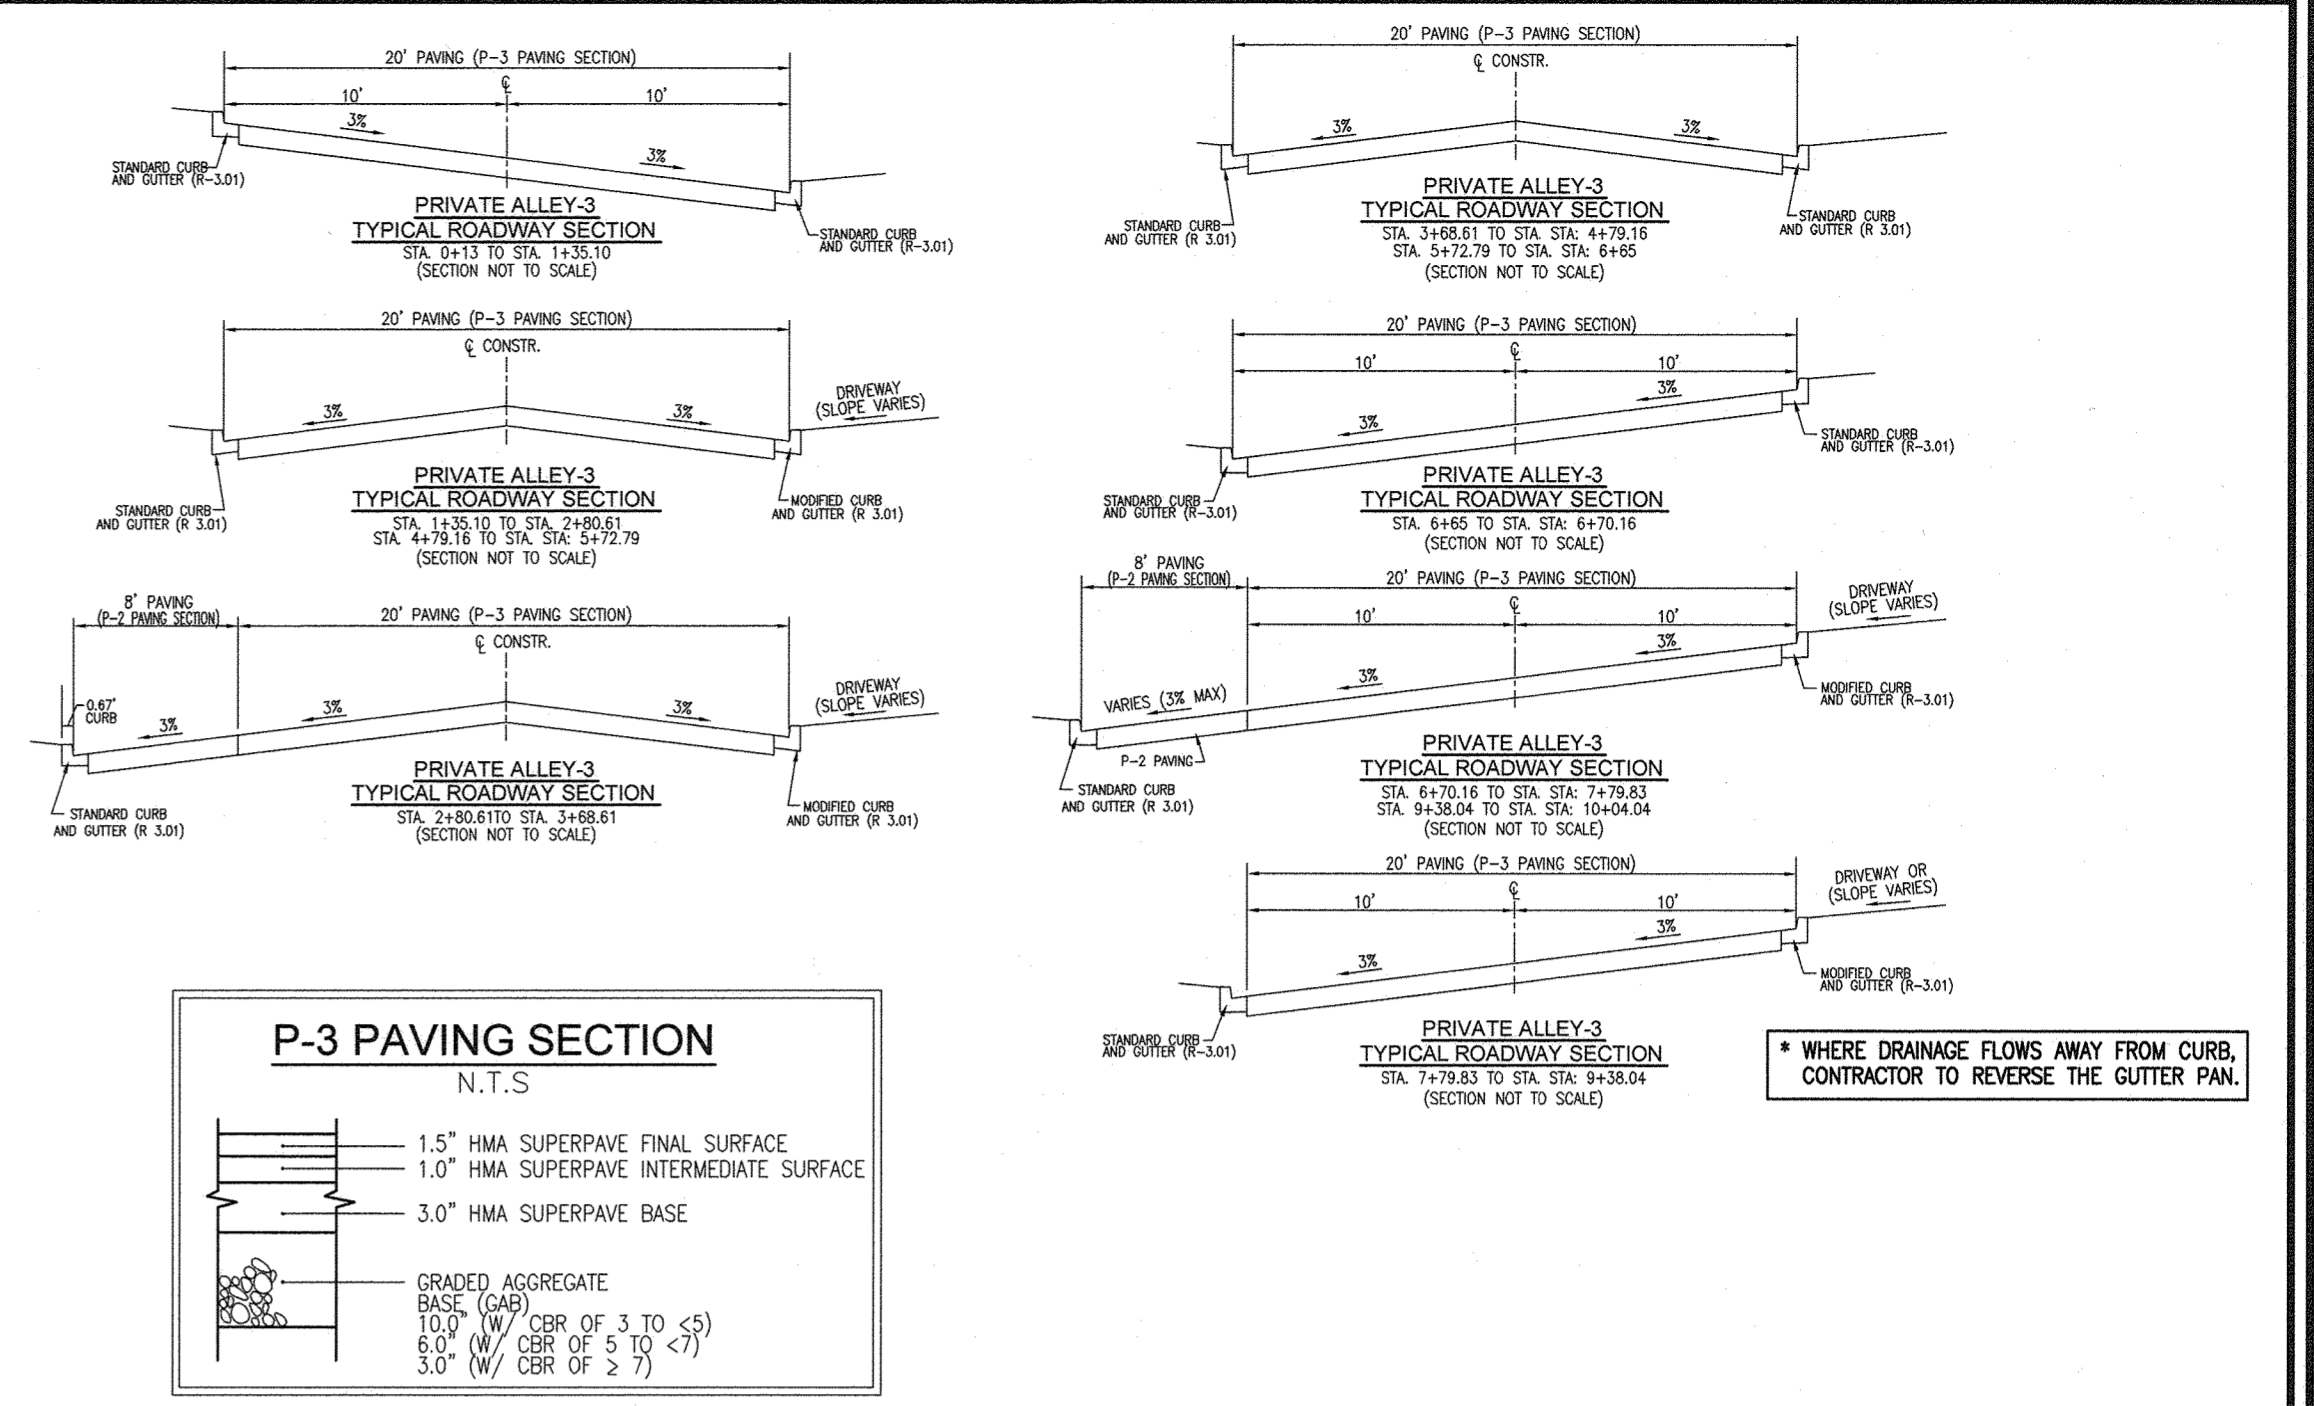 20' PAVING (P-3 PAVING SECTION)
℄
10'
10'
3%
3%
STANDARD CURB
AND GUTTER (R-3.01)
STANDARD CURB
AND GUTTER (R-3.01)
PRIVATE ALLEY-3
TYPICAL ROADWAY SECTION
STA. 0+13 TO STA. 1+35.10
(SECTION NOT TO SCALE)
20' PAVING (P-3 PAVING SECTION)
℄ CONSTR.
DRIVEWAY
(SLOPE VARIES)
3%
3%
STANDARD CURB
AND GUTTER (R 3.01)
MODIFIED CURB
AND GUTTER (R 3.01)
PRIVATE ALLEY-3
TYPICAL ROADWAY SECTION
STA. 1+35.10 TO STA. 2+80.61
STA. 4+79.16 TO STA. STA: 5+72.79
(SECTION NOT TO SCALE)
8' PAVING
(P-2 PAVING SECTION)
20' PAVING (P-3 PAVING SECTION)
℄ CONSTR.
DRIVEWAY
(SLOPE VARIES)
0.67'
CURB
3%
3%
3%
STANDARD CURB
AND GUTTER (R 3.01)
MODIFIED CURB
AND GUTTER (R 3.01)
PRIVATE ALLEY-3
TYPICAL ROADWAY SECTION
STA. 2+80.61TO STA. 3+68.61
(SECTION NOT TO SCALE)
P-3 PAVING SECTION
N.T.S
1.5" HMA SUPERPAVE FINAL SURFACE
1.0" HMA SUPERPAVE INTERMEDIATE SURFACE
3.0" HMA SUPERPAVE BASE
GRADED AGGREGATE
BASE (GAB)
10.0" (W/ CBR OF 3 TO <5)
6.0" (W/ CBR OF 5 TO <7)
3.0" (W/ CBR OF ≥ 7)
20' PAVING (P-3 PAVING SECTION)
℄ CONSTR.
3%
3%
STANDARD CURB
AND GUTTER (R 3.01)
STANDARD CURB
AND GUTTER (R 3.01)
PRIVATE ALLEY-3
TYPICAL ROADWAY SECTION
STA. 3+68.61 TO STA. STA: 4+79.16
STA. 5+72.79 TO STA. STA: 6+65
(SECTION NOT TO SCALE)
20' PAVING (P-3 PAVING SECTION)
℄
10'
10'
3%
3%
STANDARD CURB
AND GUTTER (R-3.01)
STANDARD CURB
AND GUTTER (R-3.01)
PRIVATE ALLEY-3
TYPICAL ROADWAY SECTION
STA. 6+65 TO STA. STA: 6+70.16
(SECTION NOT TO SCALE)
8' PAVING
(P-2 PAVING SECTION)
20' PAVING (P-3 PAVING SECTION)
℄
10'
10'
DRIVEWAY
(SLOPE VARIES)
3%
3%
VARIES (3% MAX)
P-2 PAVING
STANDARD CURB
AND GUTTER (R 3.01)
MODIFIED CURB
AND GUTTER (R-3.01)
PRIVATE ALLEY-3
TYPICAL ROADWAY SECTION
STA. 6+70.16 TO STA. STA: 7+79.83
STA. 9+38.04 TO STA. STA: 10+04.04
(SECTION NOT TO SCALE)
20' PAVING (P-3 PAVING SECTION)
℄
10'
10'
DRIVEWAY OR
(SLOPE VARIES)
3%
3%
STANDARD CURB
AND GUTTER (R-3.01)
MODIFIED CURB
AND GUTTER (R-3.01)
PRIVATE ALLEY-3
TYPICAL ROADWAY SECTION
STA. 7+79.83 TO STA. STA: 9+38.04
(SECTION NOT TO SCALE)
* WHERE DRAINAGE FLOWS AWAY FROM CURB,
CONTRACTOR TO REVERSE THE GUTTER PAN.